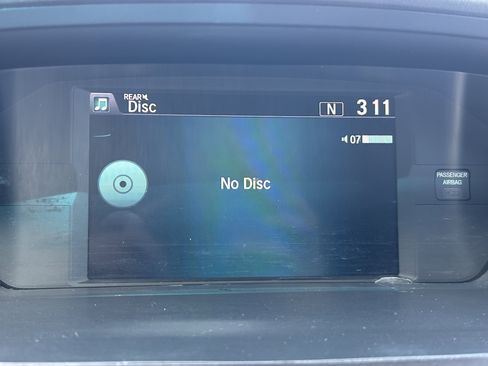 REAR
Disc
N 311
07
No Disc
PASSENGER
AIRBAG